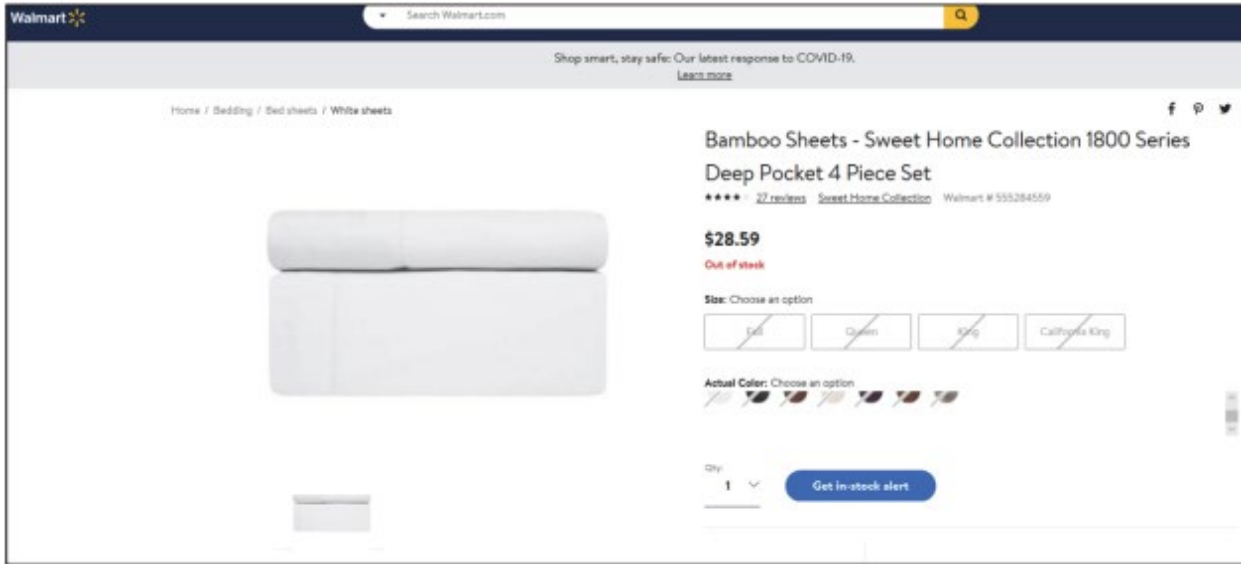 Walmart
Search Walmart.com
Shop smart, stay safe: Our latest response to COVID-19.
Learn more
Home / Bedding / Bed sheets / White sheets
Bamboo Sheets - Sweet Home Collection 1800 Series
Deep Pocket 4 Piece Set
27 reviews Sweet Home Collection Walmart # 555284559
$28.59
Out of stock
Size: Choose an option
Full Queen King California King
Actual Color: Choose an option
Qty:
1 Get in-stock alert